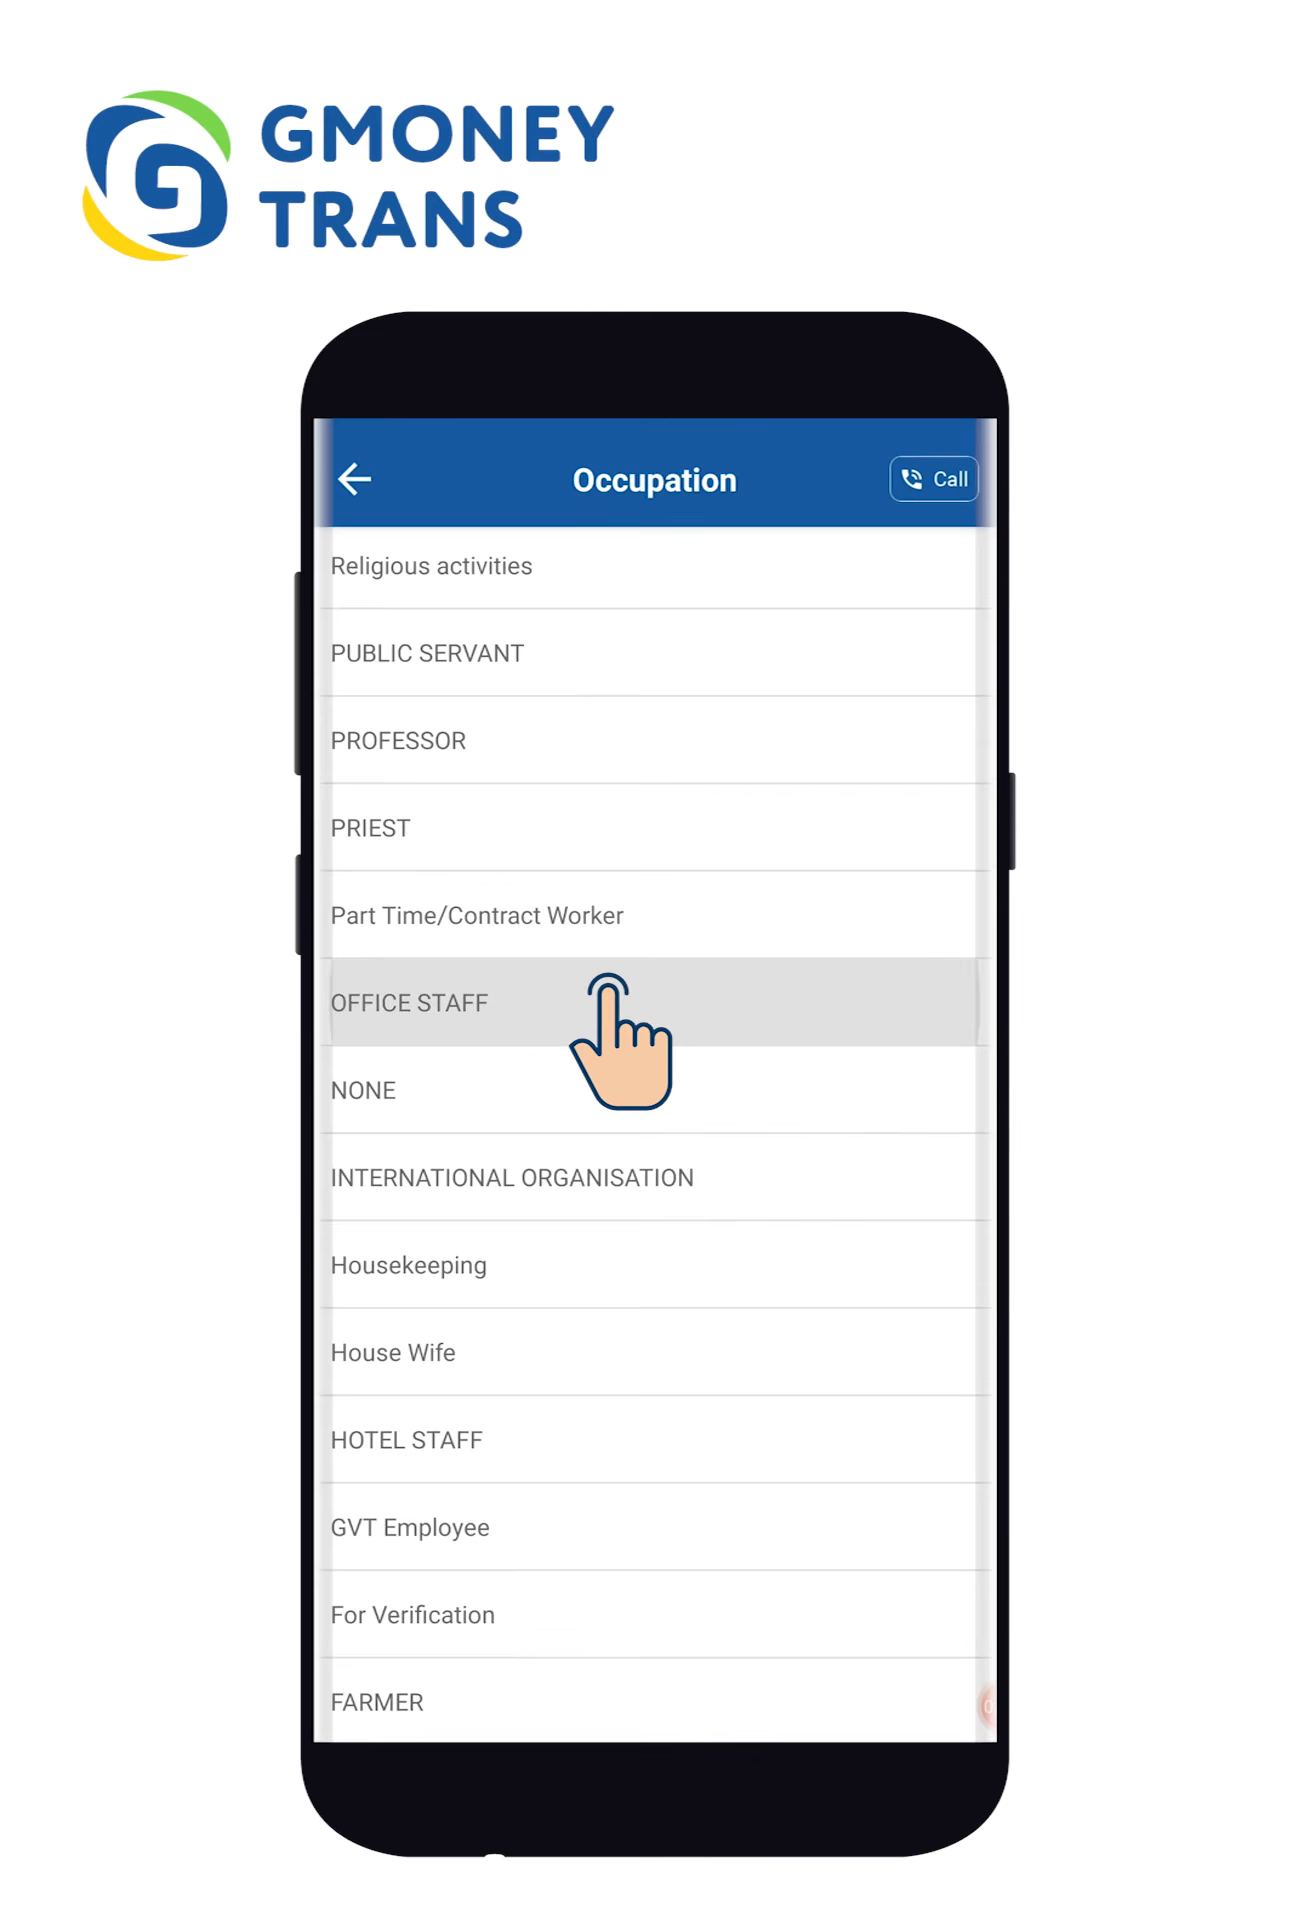 GMONEY
TRANS
Occupation
Call
Religious activities
PUBLIC SERVANT
PROFESSOR
PRIEST
Part Time/Contract Worker
OFFICE STAFF
NONE
INTERNATIONAL ORGANISATION
Housekeeping
House Wife
HOTEL STAFF
GVT Employee
For Verification
FARMER